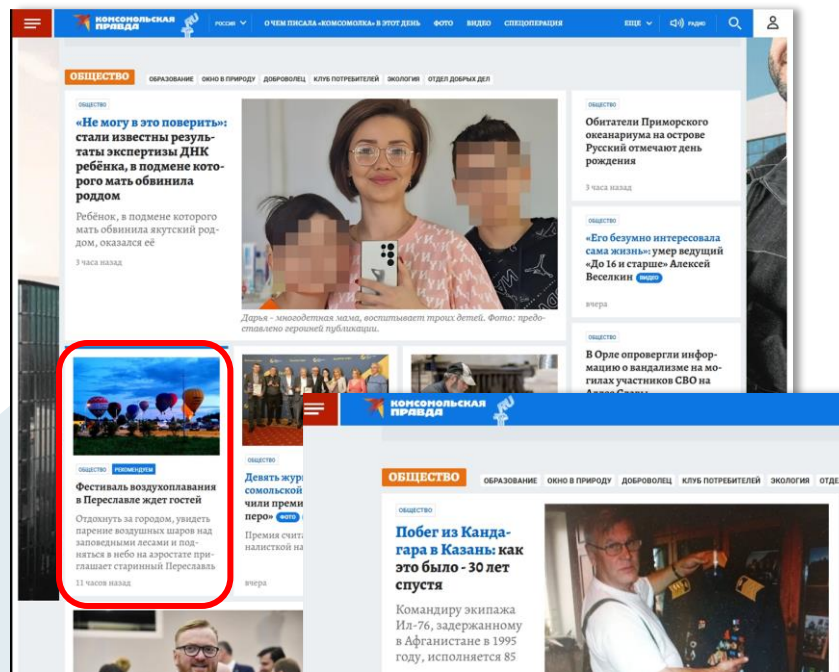 КОМСОМОЛЬСКАЯ
ПРАВДА
RU
РОССИЯ
О ЧЕМ ПИСАЛА «КОМСОМОЛКА» В ЭТОТ ДЕНЬ
ФОТО
ВИДЕО
СПЕЦОПЕРАЦИЯ
ЕЩЕ
РАДИО
ОБЩЕСТВО
ОБРАЗОВАНИЕ
ОКНО В ПРИРОДУ
ДОБРОВОЛЕЦ
КЛУБ ПОТРЕБИТЕЛЕЙ
ЭКОЛОГИЯ
ОТДЕЛ ДОБРЫХ ДЕЛ
ОБЩЕСТВО
«Не могу в это поверить»:
стали известны резуль-
таты экспертизы ДНК
ребёнка, в подмене кото-
рого мать обвинила
роддом
Ребёнок, в подмене которого
мать обвинила якутский род-
дом, оказался её
3 часа назад
Дарья - многодетная мама, воспитывает троих детей. Фото: предо-
ставлено героиней публикации.
ОБЩЕСТВО
Обитатели Приморского
океанариума на острове
Русский отмечают день
рождения
3 часа назад
ОБЩЕСТВО
«Его безумно интересовала
сама жизнь»: умер ведущий
«До 16 и старше» Алексей
Веселкин ВИДЕО
вчера
ОБЩЕСТВО
В Орле опровергли инфор-
мацию о вандализме на мо-
гилах участников СВО на
ОБЩЕСТВО
РЕКОМЕНДУЕМ
Фестиваль воздухоплавания
в Переславле ждет гостей
Отдохнуть за городом, увидеть
парение воздушных шаров над
заповедными лесами и под-
няться в небо на аэростате при-
глашает старинный Переславль
11 часов назад
ОБЩЕСТВО
Девять жур
сомольской
чили преми
перо» ФОТО
Премия счит
налисткой на
вчера
КОМСОМОЛЬСКАЯ
ПРАВДА
RU
ОБЩЕСТВО
ОБРАЗОВАНИЕ
ОКНО В ПРИРОДУ
ДОБРОВОЛЕЦ
КЛУБ ПОТРЕБИТЕЛЕЙ
ЭКОЛОГИЯ
ОТДЕ
ОБЩЕСТВО
Побег из Канда-
гара в Казань: как
это было - 30 лет
спустя
Командиру экипажа
Ил-76, задержанному
в Афганистане в 1995
году, исполняется 85